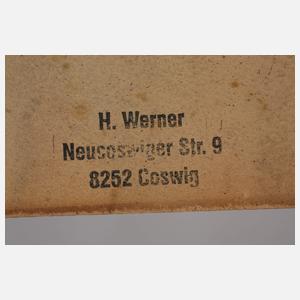 H. Werner
Neucoswiger Str. 9
8252 Coswig